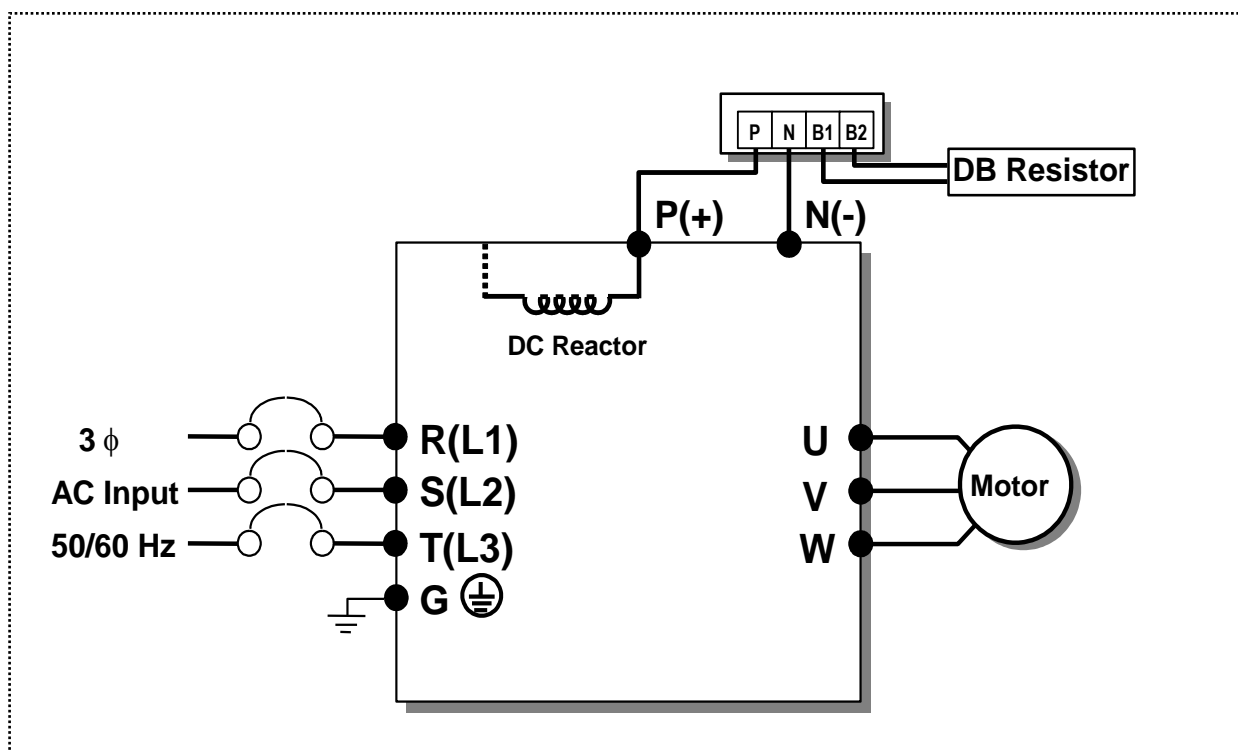 P N B1 B2
DB Resistor
P(+) N(-)
DC Reactor
3 ϕ
R(L1)
U
AC Input
S(L2)
V
Motor
50/60 Hz
T(L3)
W
G